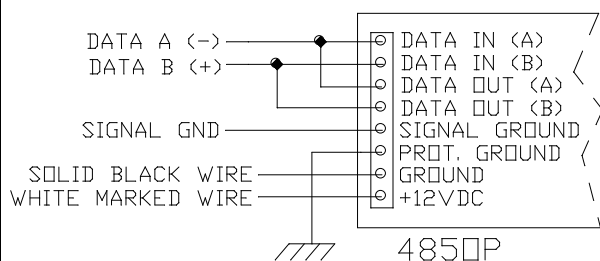 DATA A (-)
DATA B (+)
SIGNAL GND
SOLID BLACK WIRE
WHITE MARKED WIRE
DATA IN (A)
DATA IN (B)
DATA OUT (A)
DATA OUT (B)
SIGNAL GROUND
PROT. GROUND
GROUND
+12VDC
485OP